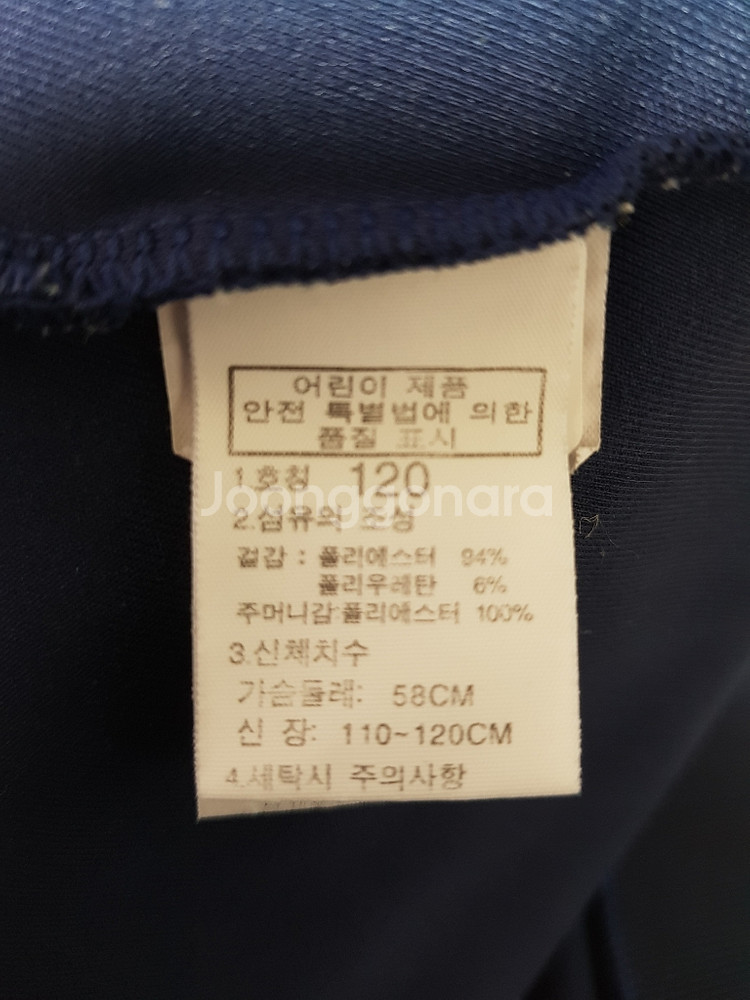 어린이 제품
안전 특별법에 의한
품질 표시
1.호칭 120
Joonggonara
2.섬유의 조성
겉감 : 폴리에스터 94%
폴리우레탄 6%
주머니감:폴리에스터 100%
3.신체치수
가슴둘레: 58CM
신 장: 110~120CM
4.세탁시 주의사항